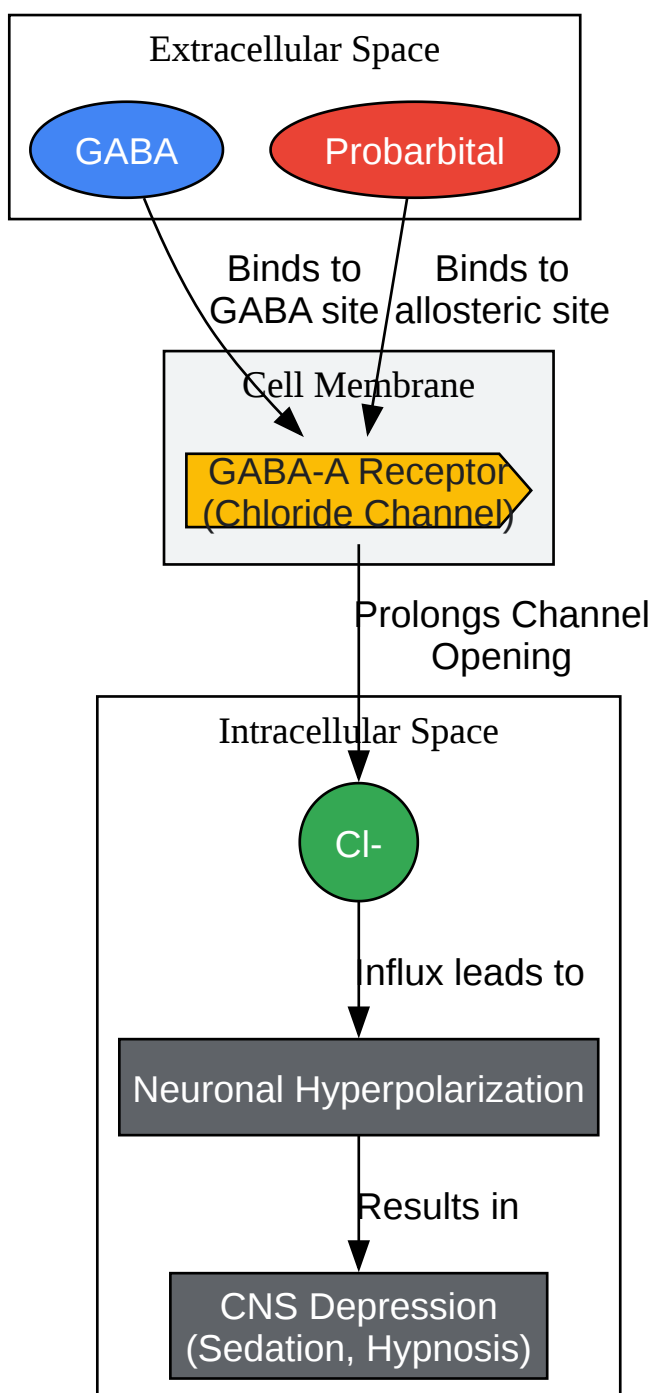 Extracellular Space
GABA
Probarbital
Binds to
GABA site
Binds to
allosteric site
Cell Membrane
GABA-A Receptor
(Chloride Channel)
Prolongs Channel
Opening
Intracellular Space
Cl-
Influx leads to
Neuronal Hyperpolarization
Results in
CNS Depression
(Sedation, Hypnosis)